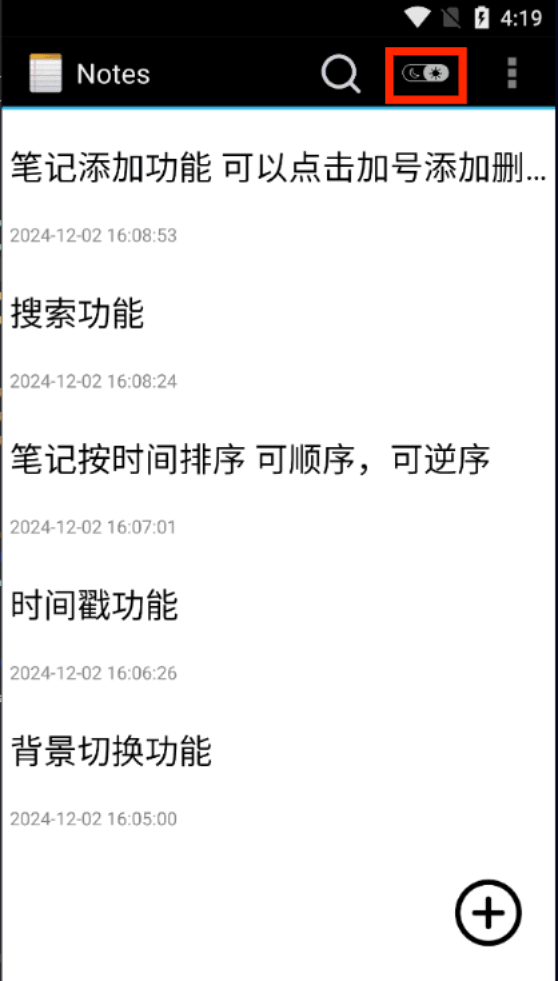 4:19
Notes
笔记添加功能 可以点击加号添加删...
2024-12-02 16:08:53
搜索功能
2024-12-02 16:08:24
笔记按时间排序 可顺序，可逆序
2024-12-02 16:07:01
时间戳功能
2024-12-02 16:06:26
背景切换功能
2024-12-02 16:05:00